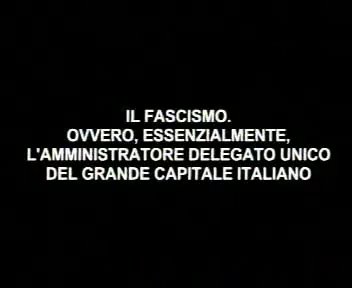 IL FASCISMO.
OVVERO, ESSENZIALMENTE,
L'AMMINISTRATORE DELEGATO UNICO
DEL GRANDE CAPITALE ITALIANO